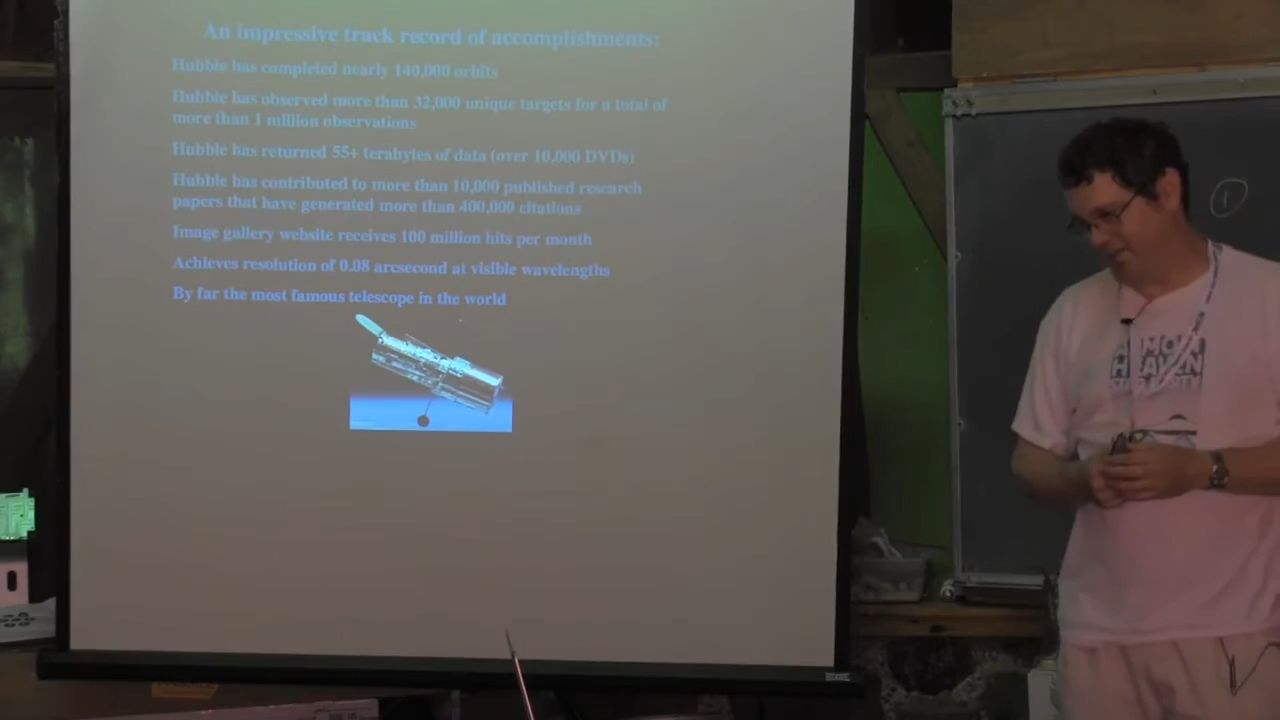 An impressive track record of accomplishments:
Hubble has completed nearly 140,000 orbits
Hubble has observed more than 32,000 unique targets for a total of
more than 1 million observations
Hubble has returned 55+ terabytes of data (over 10,000 DVDs)
Hubble has contributed to more than 10,000 published research
papers that have generated more than 400,000 citations
Image gallery website receives 100 million hits per month
Achieves resolution of 0.08 arcsecond at visible wavelengths
By far the most famous telescope in the world
1
HEAVEN